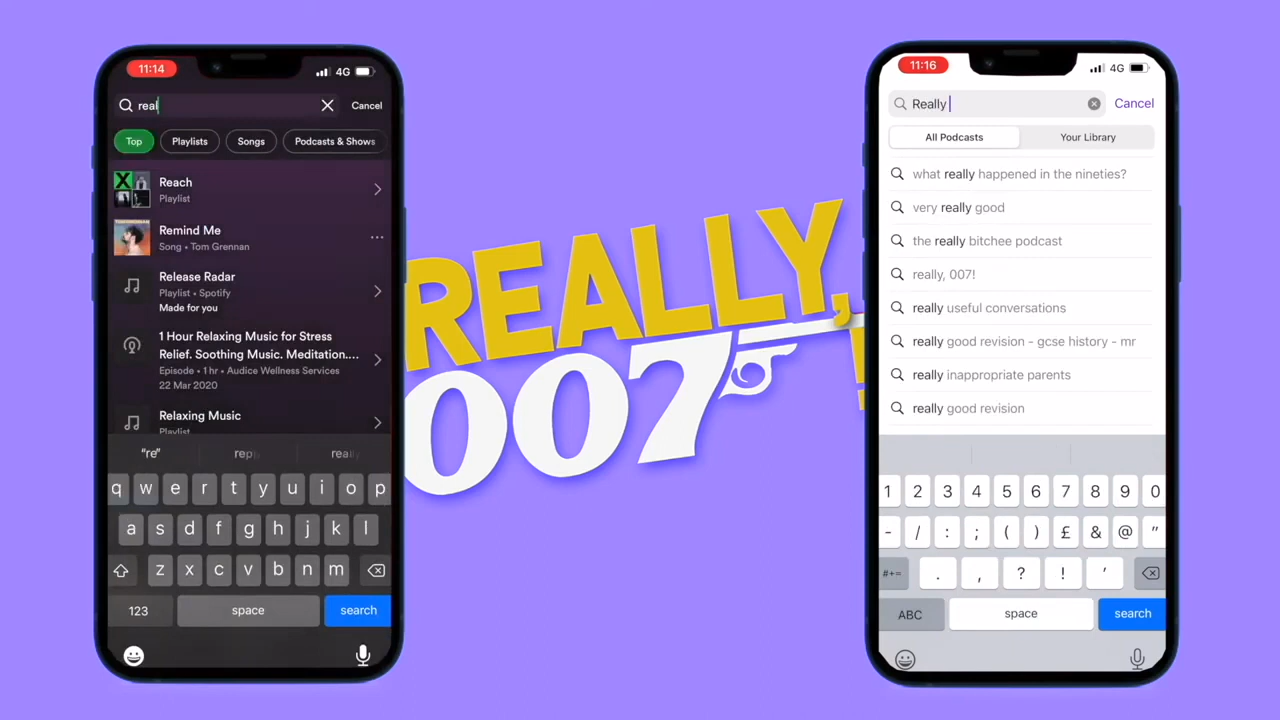 11:14
4G
real
Cancel
Top
Playlists
Songs
Podcasts & Shows
Reach
Playlist
Remind Me
Song • Tom Grennan
Release Radar
Playlist • Spotify
Made for you
1 Hour Relaxing Music for Stress
Relief. Soothing Music. Meditation....
Episode • 1 hr • Audice Wellness Services
22 Mar 2020
Relaxing Music
Playlist
"re"
q w e r t y u i o p
a s d f g h j k l
z x c v b n m
123
space
search
REALLY,
007
!
11:16
4G
Really
Cancel
All Podcasts
Your Library
what really happened in the nineties?
very really good
the really bitchee podcast
really, 007!
really useful conversations
really good revision - gcse history - mr
really inappropriate parents
really good revision
1 2 3 4 5 6 7 8 9 0
- / : ; ( ) £ & @ "
#+= . , ? ! '
ABC
space
search